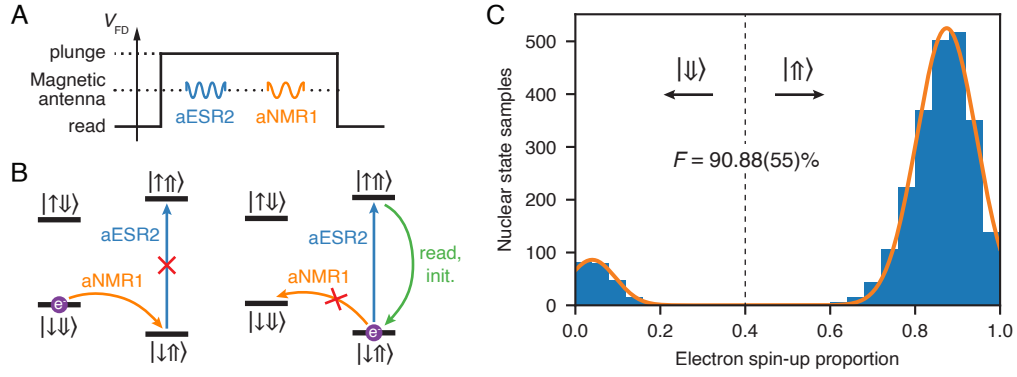 A
V_FD
plunge
Magnetic
antenna
read
aESR2
aNMR1
B
|↑⇓⟩
|↑⇑⟩
aESR2
aNMR1
e⁻
|↓⇓⟩
|↓⇑⟩
|↑⇓⟩
|↑⇑⟩
aESR2
read,
init.
aNMR1
e⁻
|↓⇓⟩
|↓⇑⟩
C
Nuclear state samples
500
400
300
200
100
0
|⇓⟩
|⇑⟩
F = 90.88(55)%
0.0
0.2
0.4
0.6
0.8
1.0
Electron spin-up proportion